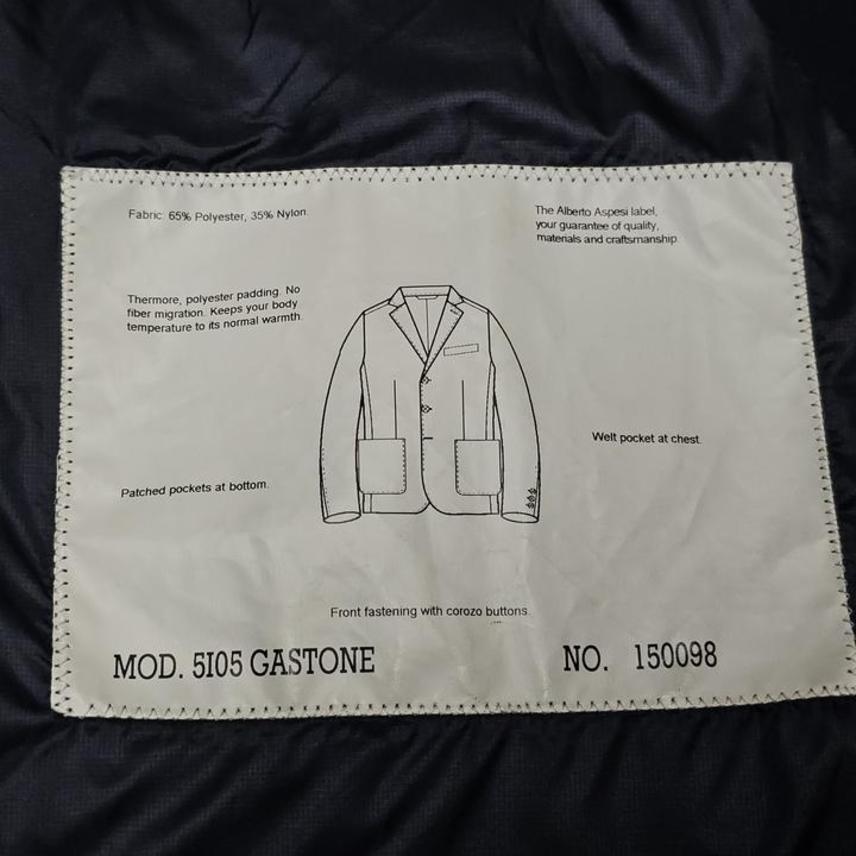 Fabric: 65% Polyester, 35% Nylon.
The Alberto Aspesi label,
your guarantee of quality,
materials and craftsmanship.
Thermore, polyester padding. No
fiber migration. Keeps your body
temperature to its normal warmth.
Welt pocket at chest.
Patched pockets at bottom.
Front fastening with corozo buttons.
MOD. 5I05 GASTONE
NO. 150098